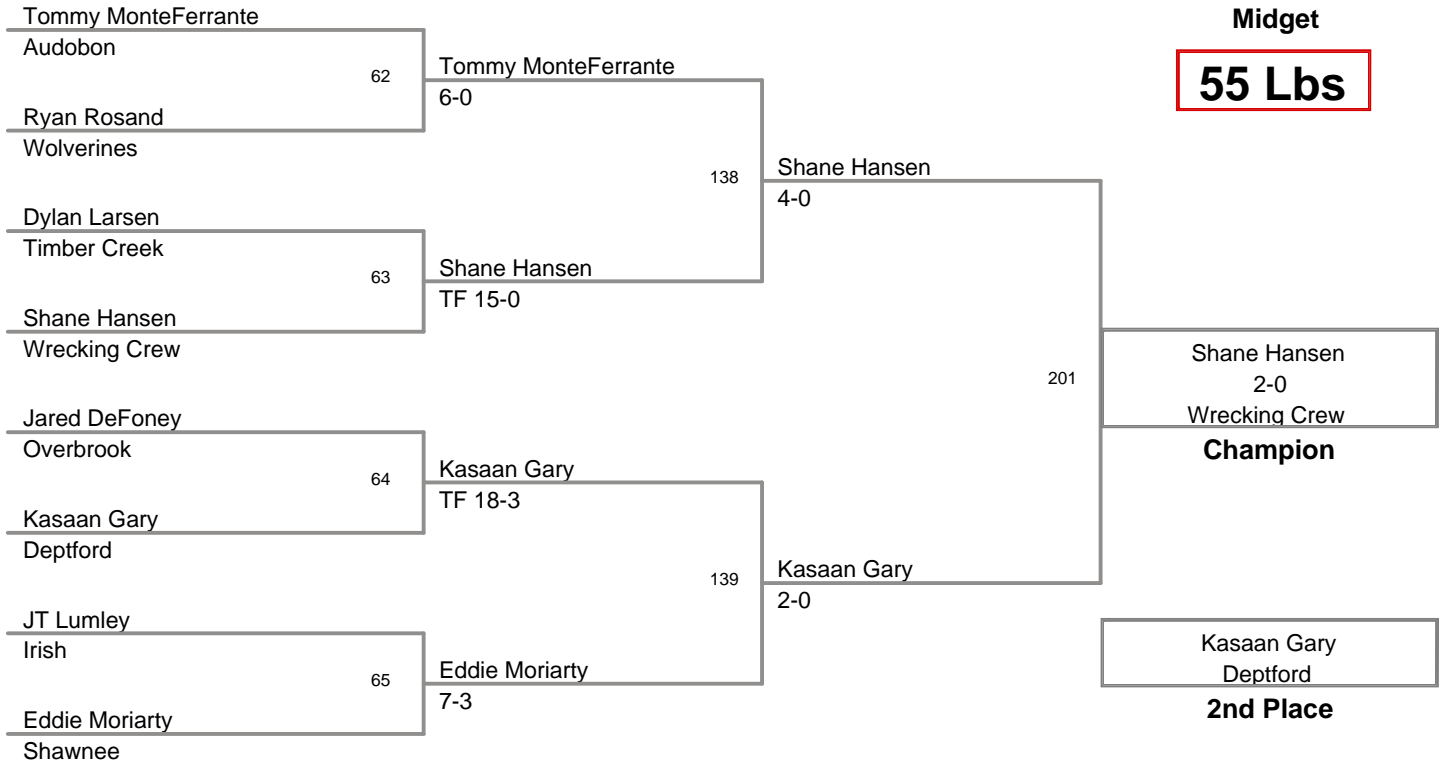 Tommy MonteFerrante
Audobon
62
Ryan Rosand
Wolverines
Dylan Larsen
Timber Creek
63
Shane Hansen
Wrecking Crew
Jared DeFoney
Overbrook
64
Kasaan Gary
Deptford
JT Lumley
Irish
65
Eddie Moriarty
Shawnee
Tommy MonteFerrante
6-0
138
Shane Hansen
TF 15-0
Kasaan Gary
TF 18-3
139
Eddie Moriarty
7-3
Shane Hansen
4-0
201
Kasaan Gary
2-0
Midget
55 Lbs
Shane Hansen
2-0
Wrecking Crew
Champion
Kasaan Gary
Deptford
2nd Place